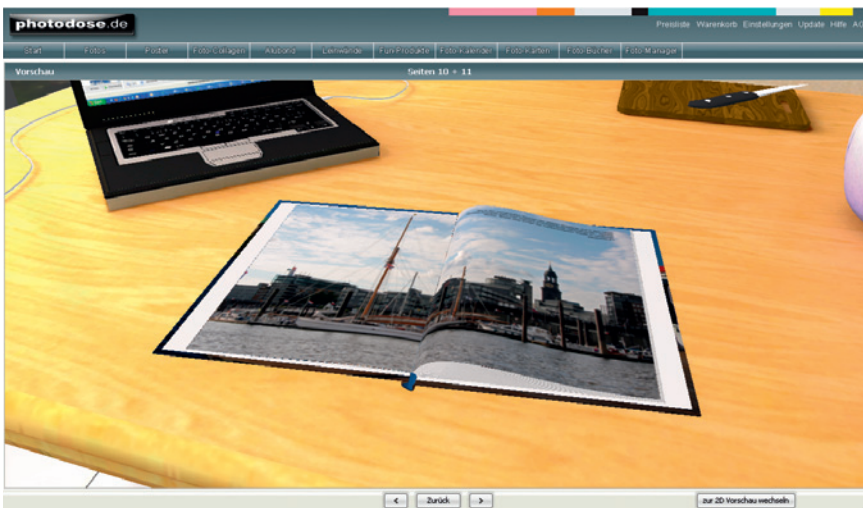 photodose.de
Preisliste Warenkorb Einstellungen Update Hilfe AG
Start Fotos Poster Foto-Collagen Alubond Leinwände Fun-Produkte Foto-Kalender Foto-Karten Foto-Bücher Foto-Manager
Vorschau Seiten 10 + 11
< Zurück > zur 2D Vorschau wechseln